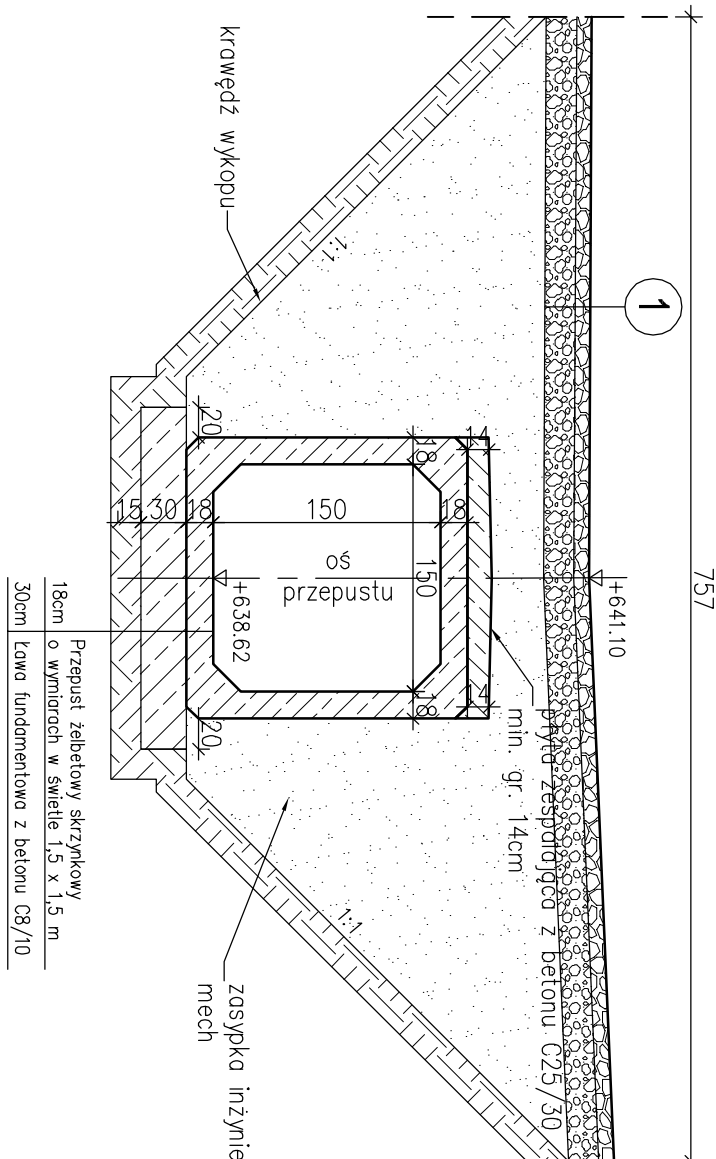 757
1
krawędź wykopu
1:1
+641.10
14
14
płyta zespalająca z betonu C25/30
min. gr. 14cm
18
150
18
15
30
18
150
18
20
20
oś
przepustu
+638.62
1:1
zasypka inżynie
mech
18cm
Przepust żelbetowy skrzynkowy
o wymiarach w świetle 1,5 x 1,5 m
30cm Ława fundamentowa z betonu C8/10